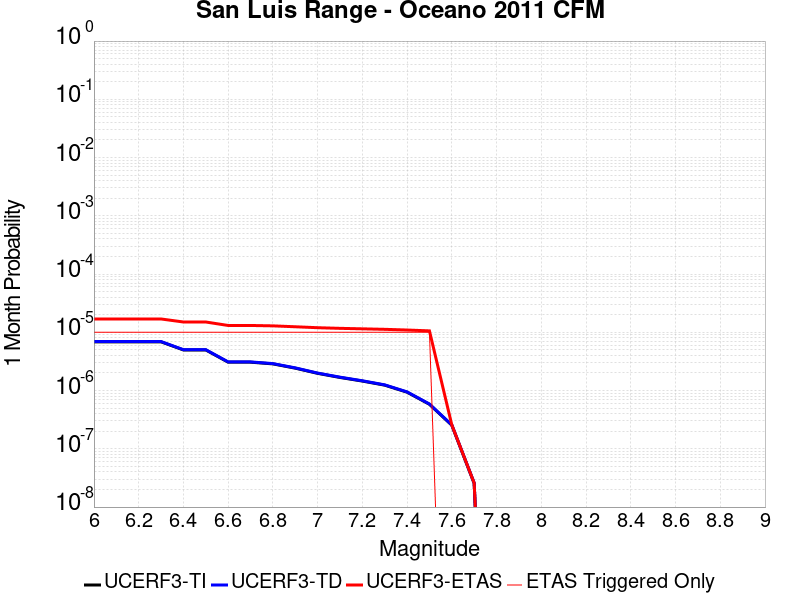 San Luis Range - Oceano 2011 CFM
10^0
10^-1
10^-2
10^-3
10^-4
10^-5
10^-6
10^-7
10^-8
1 Month Probability
6 6.2 6.4 6.6 6.8 7 7.2 7.4 7.6 7.8 8 8.2 8.4 8.6 8.8 9
Magnitude
UCERF3-TI UCERF3-TD UCERF3-ETAS ETAS Triggered Only